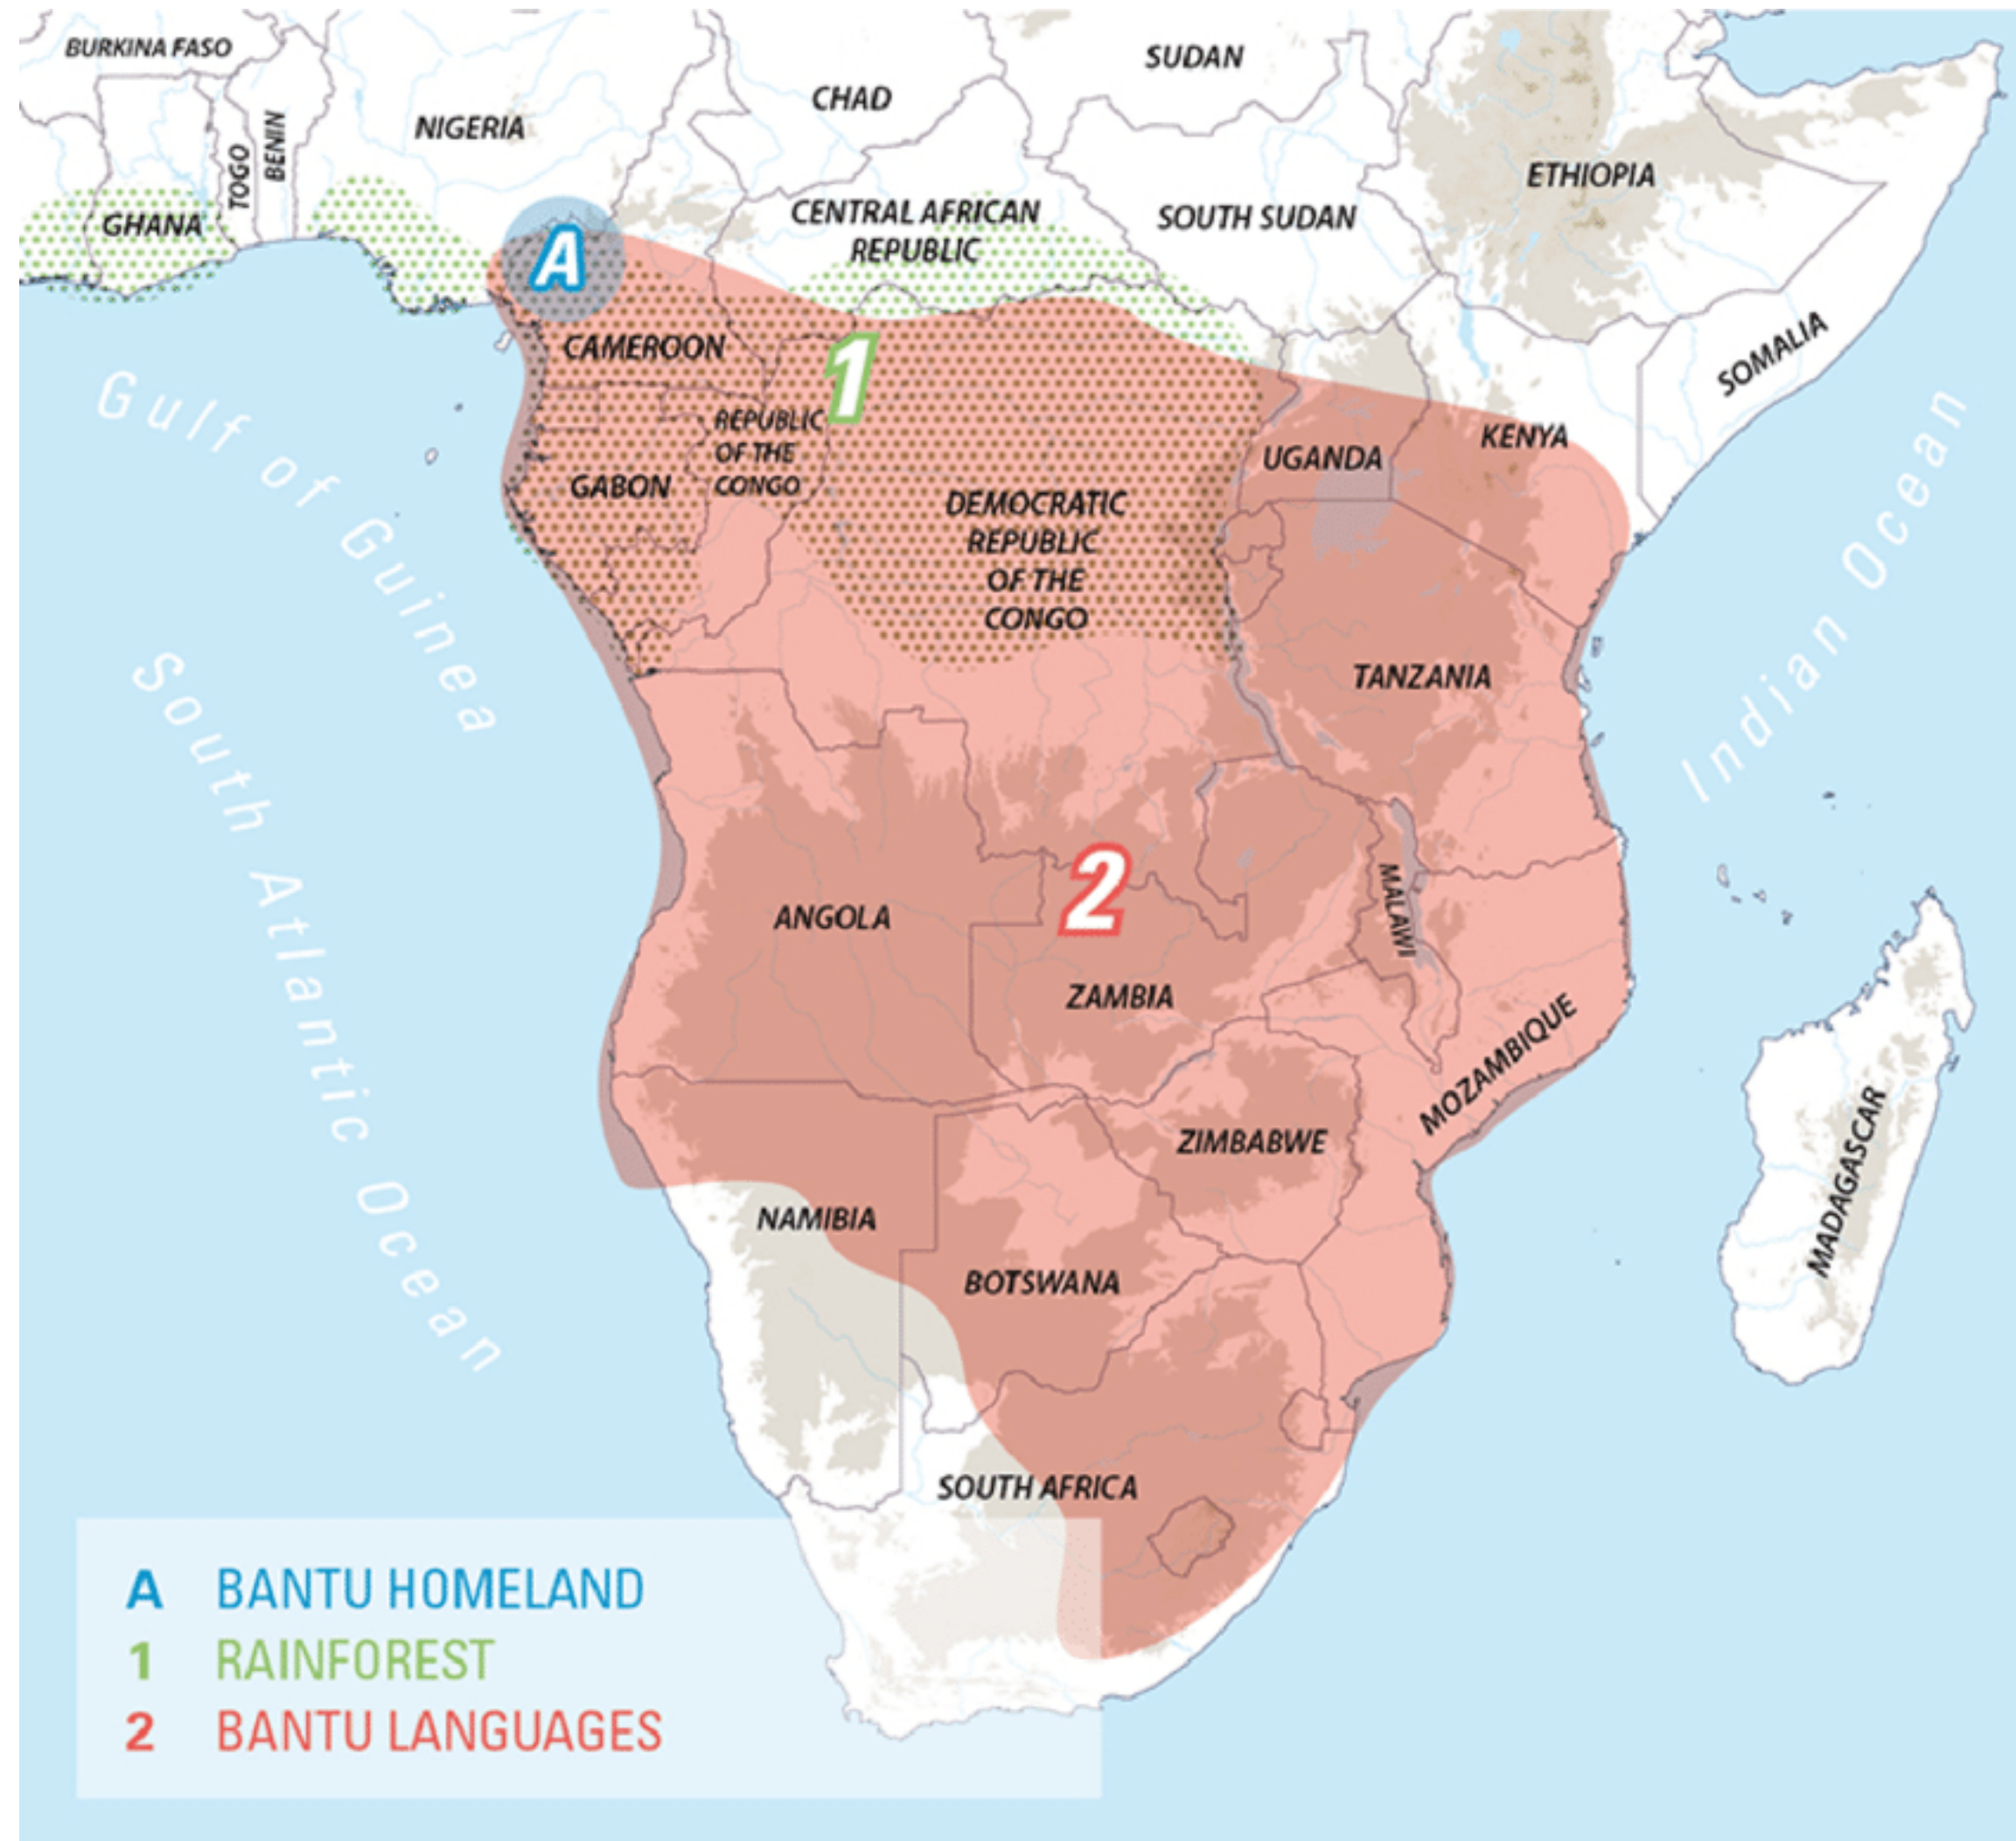 BURKINA FASO
SUDAN
CHAD
NIGERIA
TOGO
BENIN
ETHIOPIA
GHANA
CENTRAL AFRICAN
REPUBLIC
SOUTH SUDAN
A
CAMEROON
1
SOMALIA
REPUBLIC
OF THE
CONGO
KENYA
UGANDA
GABON
DEMOCRATIC
REPUBLIC
OF THE
CONGO
Gulf of Guinea
Indian Ocean
TANZANIA
South Atlantic Ocean
2
MALAWI
ANGOLA
ZAMBIA
MOZAMBIQUE
ZIMBABWE
MADAGASCAR
NAMIBIA
BOTSWANA
SOUTH AFRICA
A BANTU HOMELAND
1 RAINFOREST
2 BANTU LANGUAGES